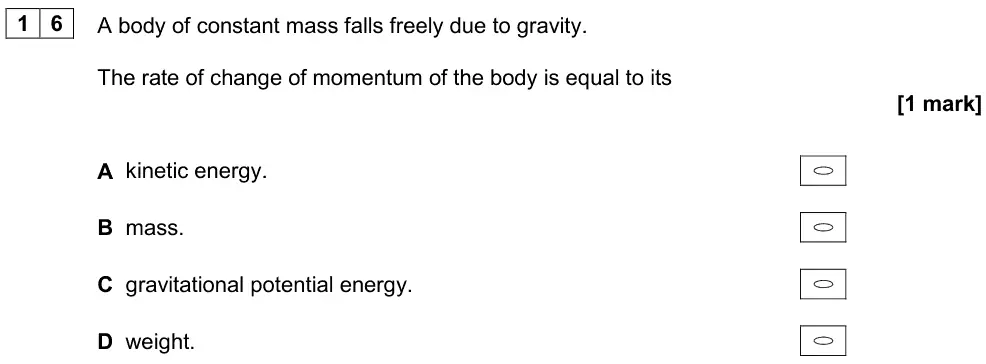 1 6 A body of constant mass falls freely due to gravity.
The rate of change of momentum of the body is equal to its
[1 mark]
A kinetic energy.
B mass.
C gravitational potential energy.
D weight.